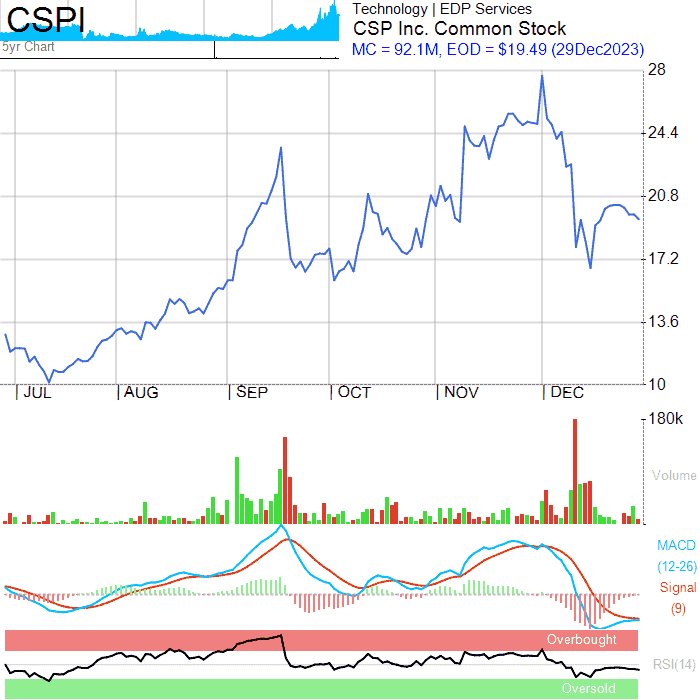 CSPI
5yr Chart
Technology | EDP Services
CSP Inc. Common Stock
MC = 92.1M, EOD = $19.49 (29Dec2023)
28
24.4
20.8
17.2
13.6
10
JUL AUG SEP OCT NOV DEC
180k
Volume
MACD
(12-26)
Signal
(9)
Overbought
RSI(14)
Oversold